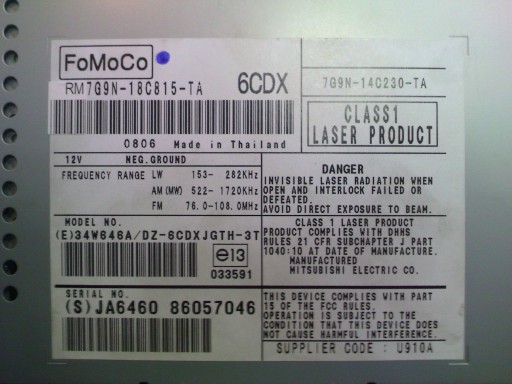 FoMoCo
RM7G9N-18C815-TA 6CDX
7G9N-14C230-TA
CLASS1
LASER PRODUCT
0806 Made in Thailand
12V NEG.GROUND
FREQUENCY RANGE LW 153- 282KHz
AM (MW) 522- 1720KHz
FM 76.0-108.0MHz
DANGER
INVISIBLE LASER RADIATION WHEN
OPEN AND INTERLOCK FAILED OR
DEFEATED.
AVOID DIRECT EXPOSURE TO BEAM.
MODEL NO.
(E)34W646A/DZ-6CDXJGTH-3T
e13
033591
CLASS 1 LASER PRODUCT
PRODUCT COMPLIES WITH DHHS
RULES 21 CFR SUBCHAPTER J PART
1040:10 AT DATE OF MANUFACTURE.
MANUFACTURED
MITSUBISHI ELECTRIC CO.
SERIAL NO.
(S)JA6460 86057046
THIS DEVICE COMPLIES WITH PART
15 OF THE FCC RULES.
OPERATION IS SUBJECT TO THE
CONDITION THAT THIS DEVICE DOES
NOT CAUSE HARMFUL INTERFERENCE.
SUPPLIER CODE : U910A